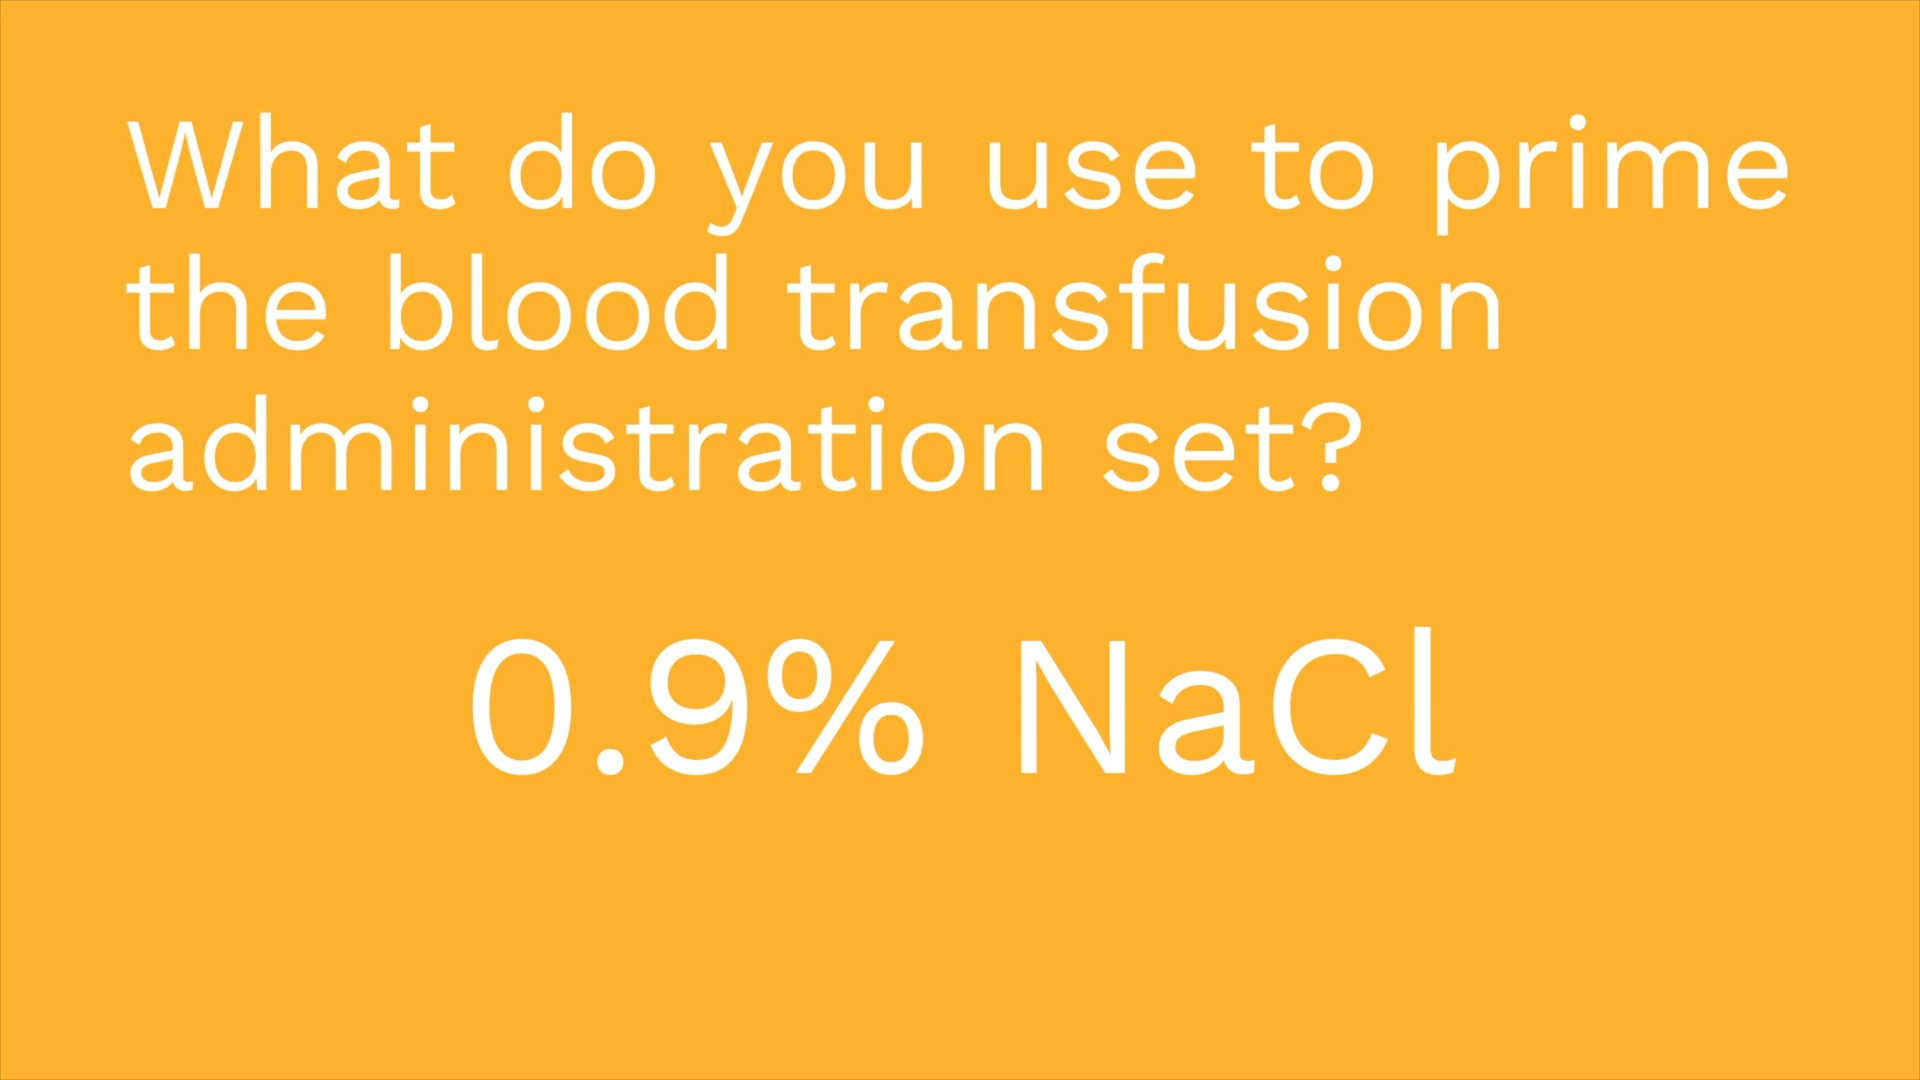 What do you use to prime
the blood transfusion
administration set?
0.9% NaCl